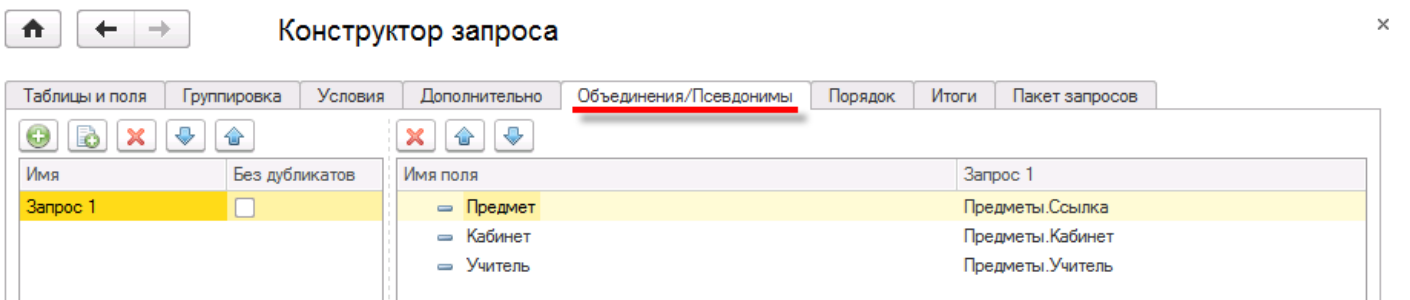 Конструктор запроса
Таблицы и поля Группировка Условия Дополнительно Объединения/Псевдонимы Порядок Итоги Пакет запросов
Имя Без дубликатов Имя поля Запрос 1
Запрос 1 Предмет Предметы.Ссылка
Кабинет Предметы.Кабинет
Учитель Предметы.Учитель